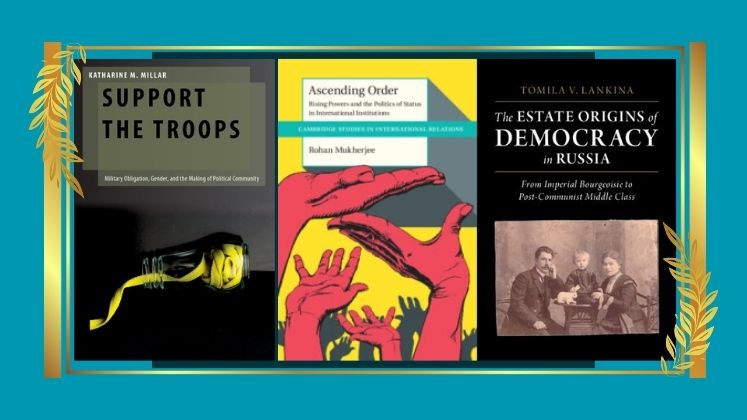 KATHARINE M. MILLAR
SUPPORT
THE TROOPS
Military Obligation, Gender, and the Making of Political Community
Ascending Order
Rising Powers and the Politics of Status
in International Institutions
CAMBRIDGE STUDIES IN INTERNATIONAL RELATIONS
Rohan Mukherjee
TOMILA V. LANKINA
The ESTATE ORIGINS of
DEMOCRACY
in RUSSIA
From Imperial Bourgeoisie to
Post-Communist Middle Class